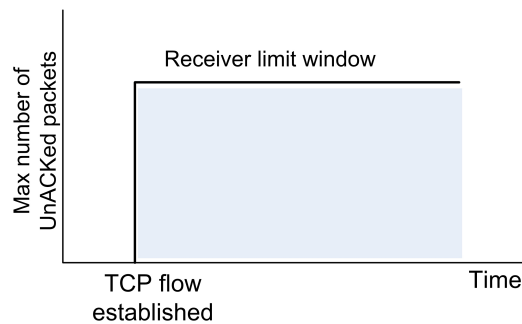 Receiver limit window
Max number of
UnACKed packets
TCP flow
established
Time